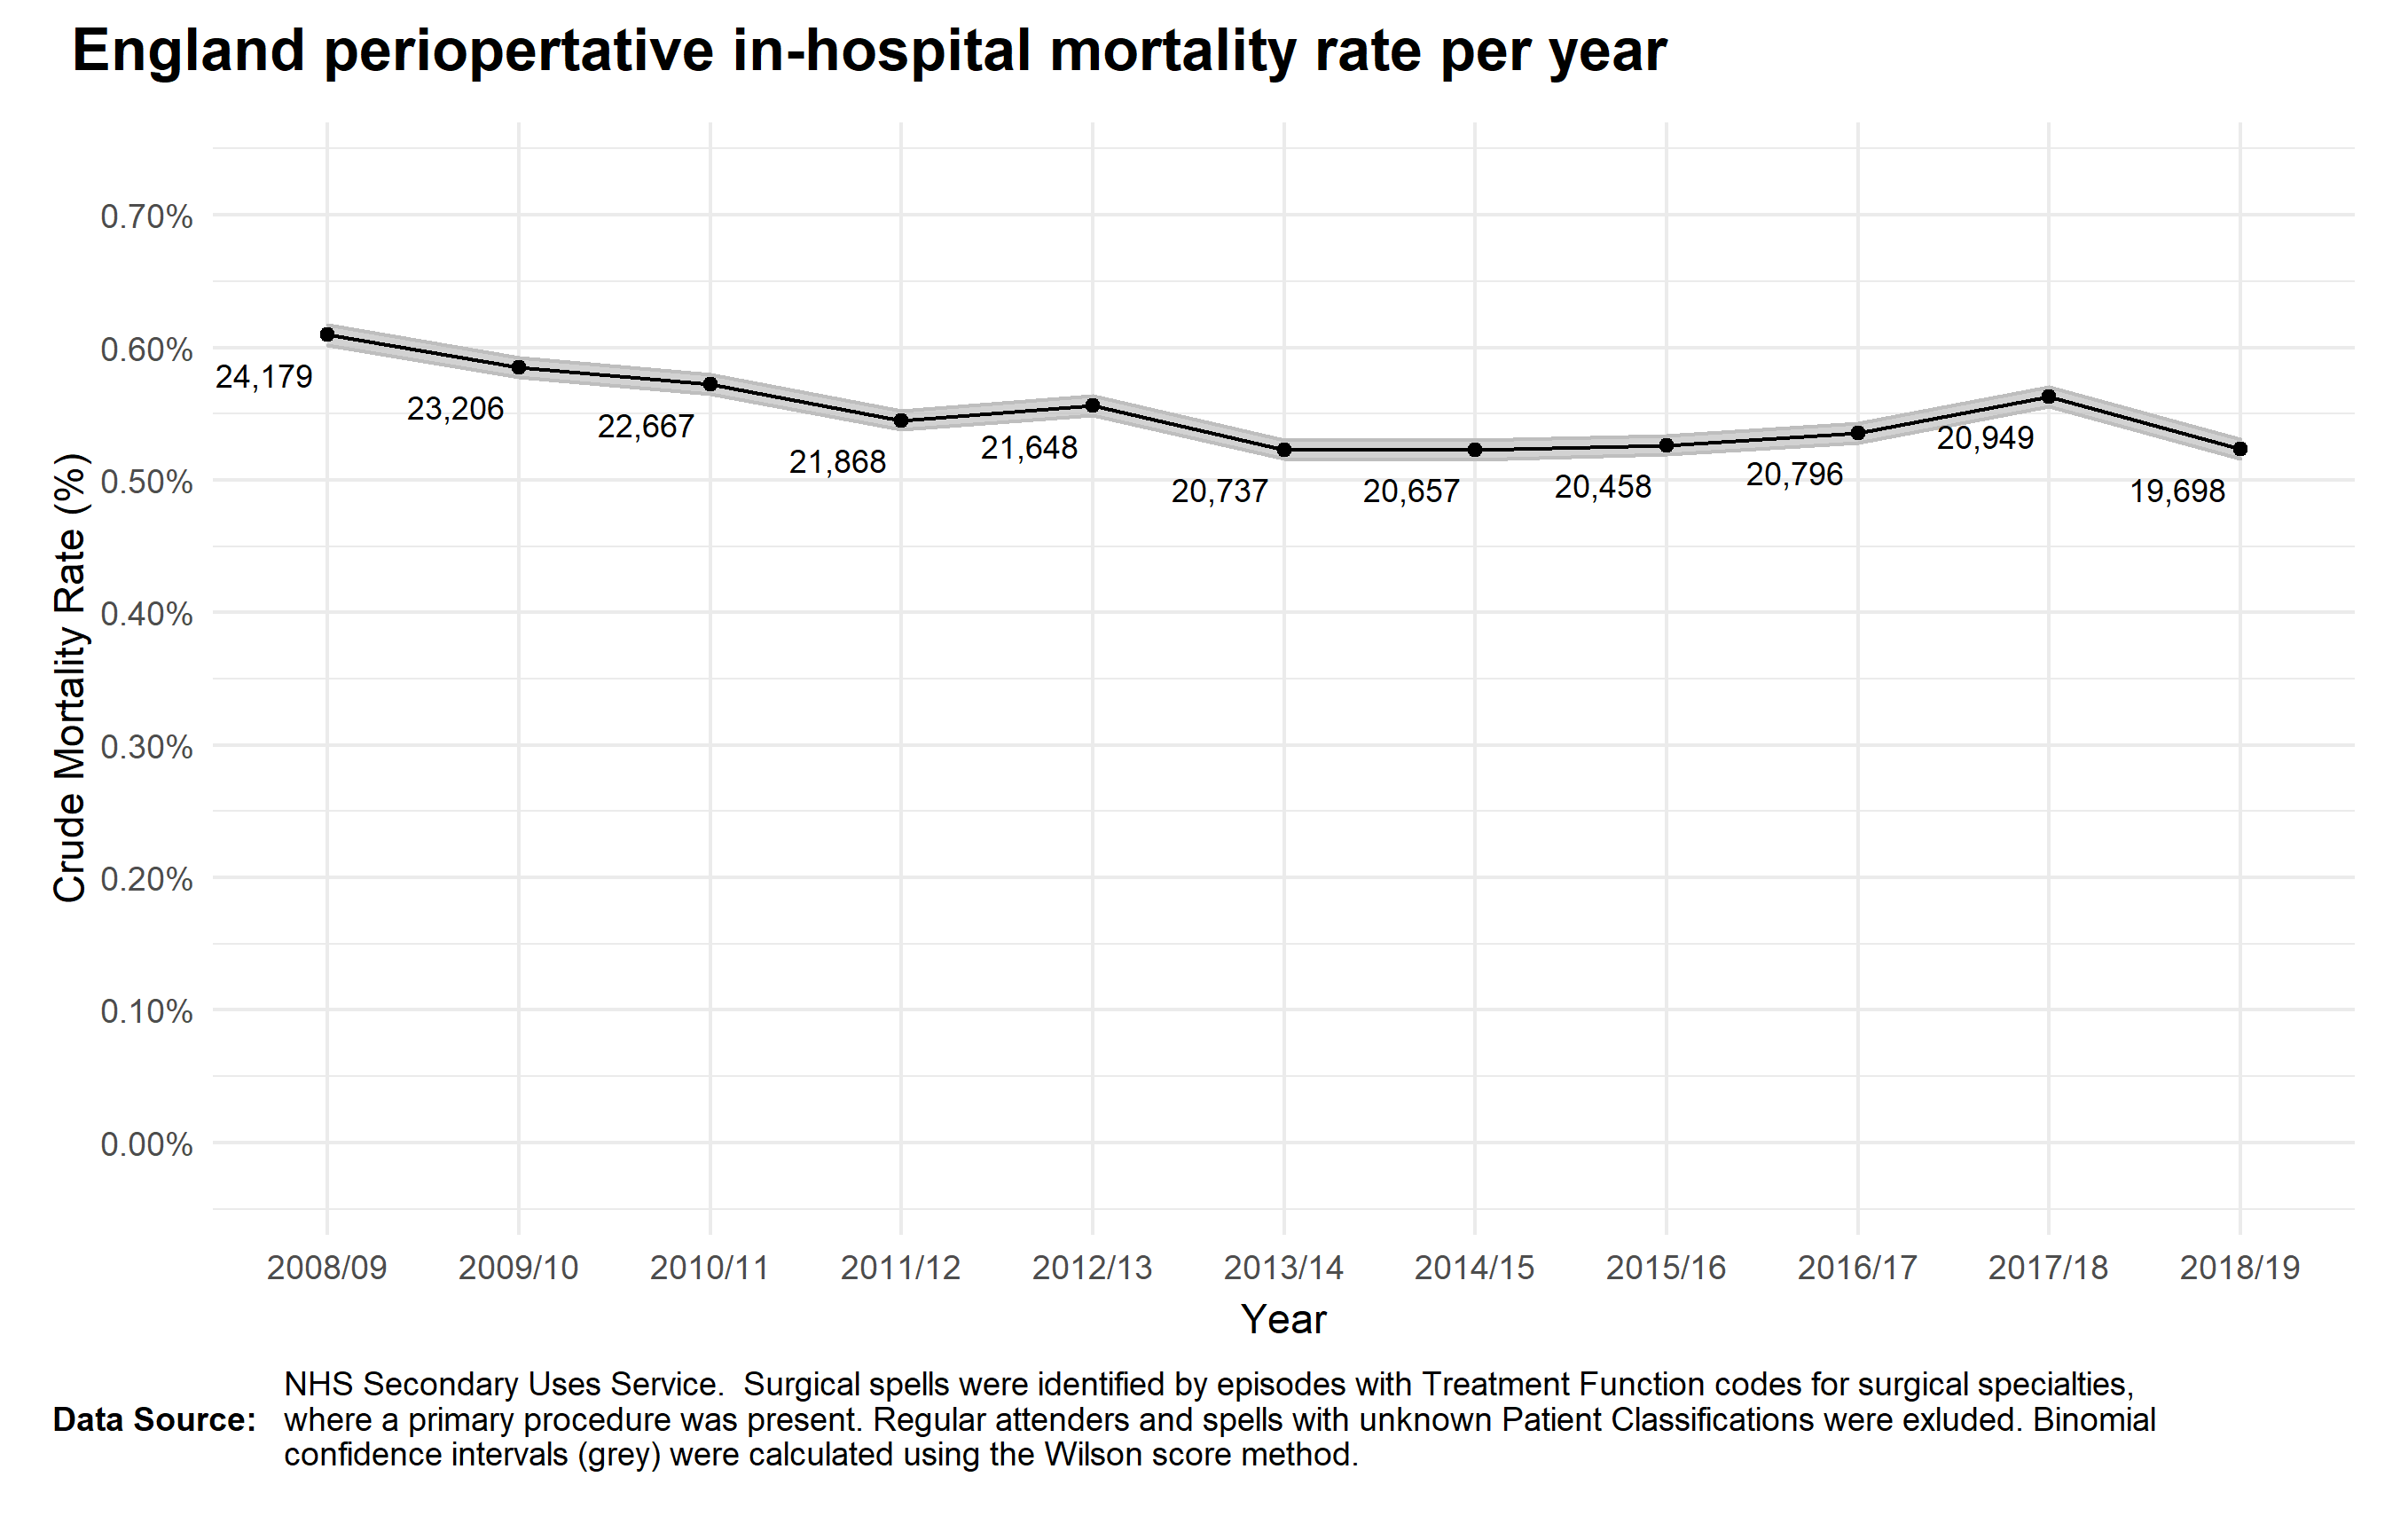 England periopertative in-hospital mortality rate per year
Crude Mortality Rate (%)
0.70%
0.60%
0.50%
0.40%
0.30%
0.20%
0.10%
0.00%
24,179
23,206
22,667
21,868
21,648
20,737
20,657
20,458
20,796
20,949
19,698
2008/09 2009/10 2010/11 2011/12 2012/13 2013/14 2014/15 2015/16 2016/17 2017/18 2018/19
Year
Data Source:
NHS Secondary Uses Service.  Surgical spells were identified by episodes with Treatment Function codes for surgical specialties,
where a primary procedure was present. Regular attenders and spells with unknown Patient Classifications were exluded. Binomial
confidence intervals (grey) were calculated using the Wilson score method.